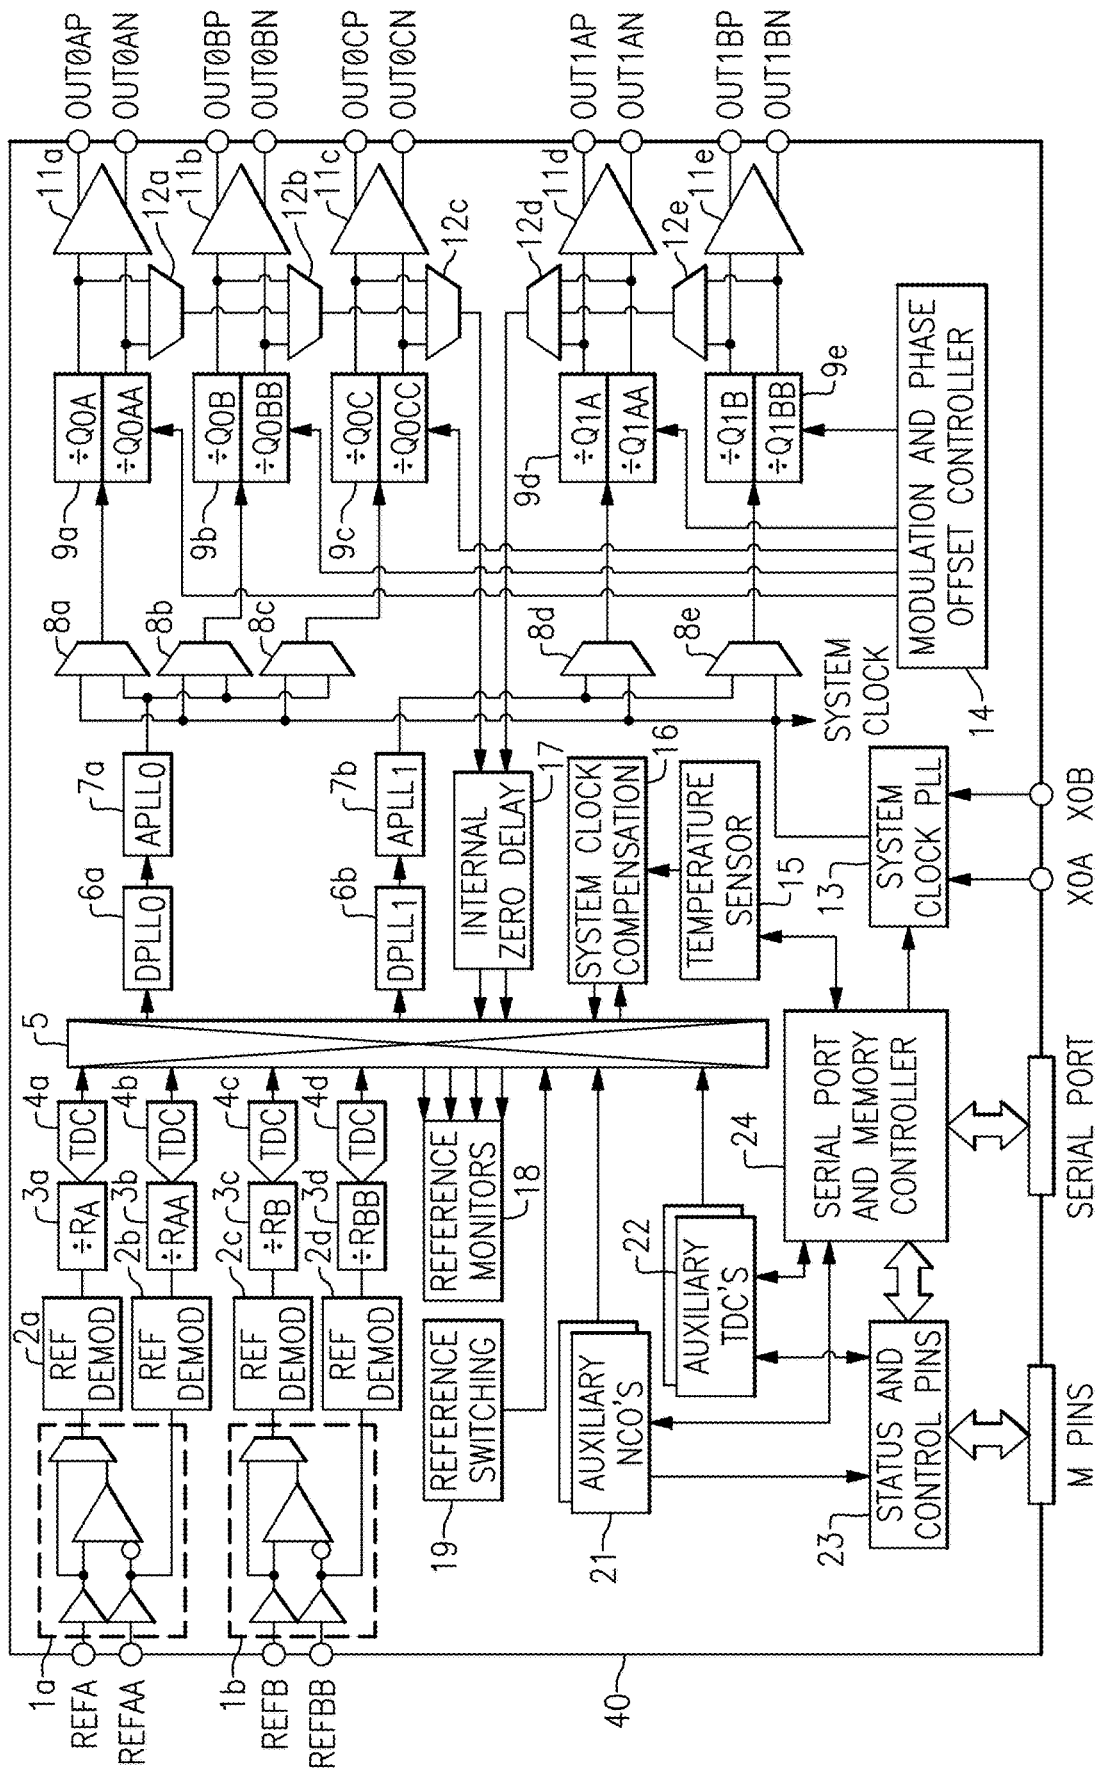 OUT0AP
OUT0AN
OUT0BP
OUT0BN
OUT0CP
OUT0CN
OUT1AP
OUT1AN
OUT1BP
OUT1BN
11a
12a
11b
12b
11c
12c
12d
11d
12e
11e
÷Q0A
÷Q0AA
÷Q0B
÷Q0BB
÷Q0C
÷Q0CC
÷Q1A
÷Q1AA
÷Q1B
÷Q1BB
9a
9b
9c
9d
9e
MODULATION AND PHASE
OFFSET CONTROLLER
14
8a
8b
8c
8d
8e
SYSTEM
CLOCK
7a
APLL0
6a
DPLL0
7b
APLL1
6b
DPLL1
INTERNAL
ZERO DELAY
17
SYSTEM CLOCK
COMPENSATION
16
TEMPERATURE
SENSOR
15
13
SYSTEM
CLOCK PLL
X0B
X0A
5
4a
TDC
4b
TDC
4c
TDC
4d
TDC
3a
÷RA
3b
÷RAA
3c
÷RB
3d
÷RBB
2a
REF
DEMOD
2b
REF
DEMOD
2c
REF
DEMOD
2d
REF
DEMOD
REFERENCE
MONITORS
18
REFERENCE
SWITCHING
19
AUXILIARY
NCO'S
21
AUXILIARY
TDC'S
22
24
SERIAL PORT
AND MEMORY
CONTROLLER
SERIAL PORT
STATUS AND
CONTROL PINS
23
M PINS
1a
REFA
REFAA
1b
REFB
REFBB
40